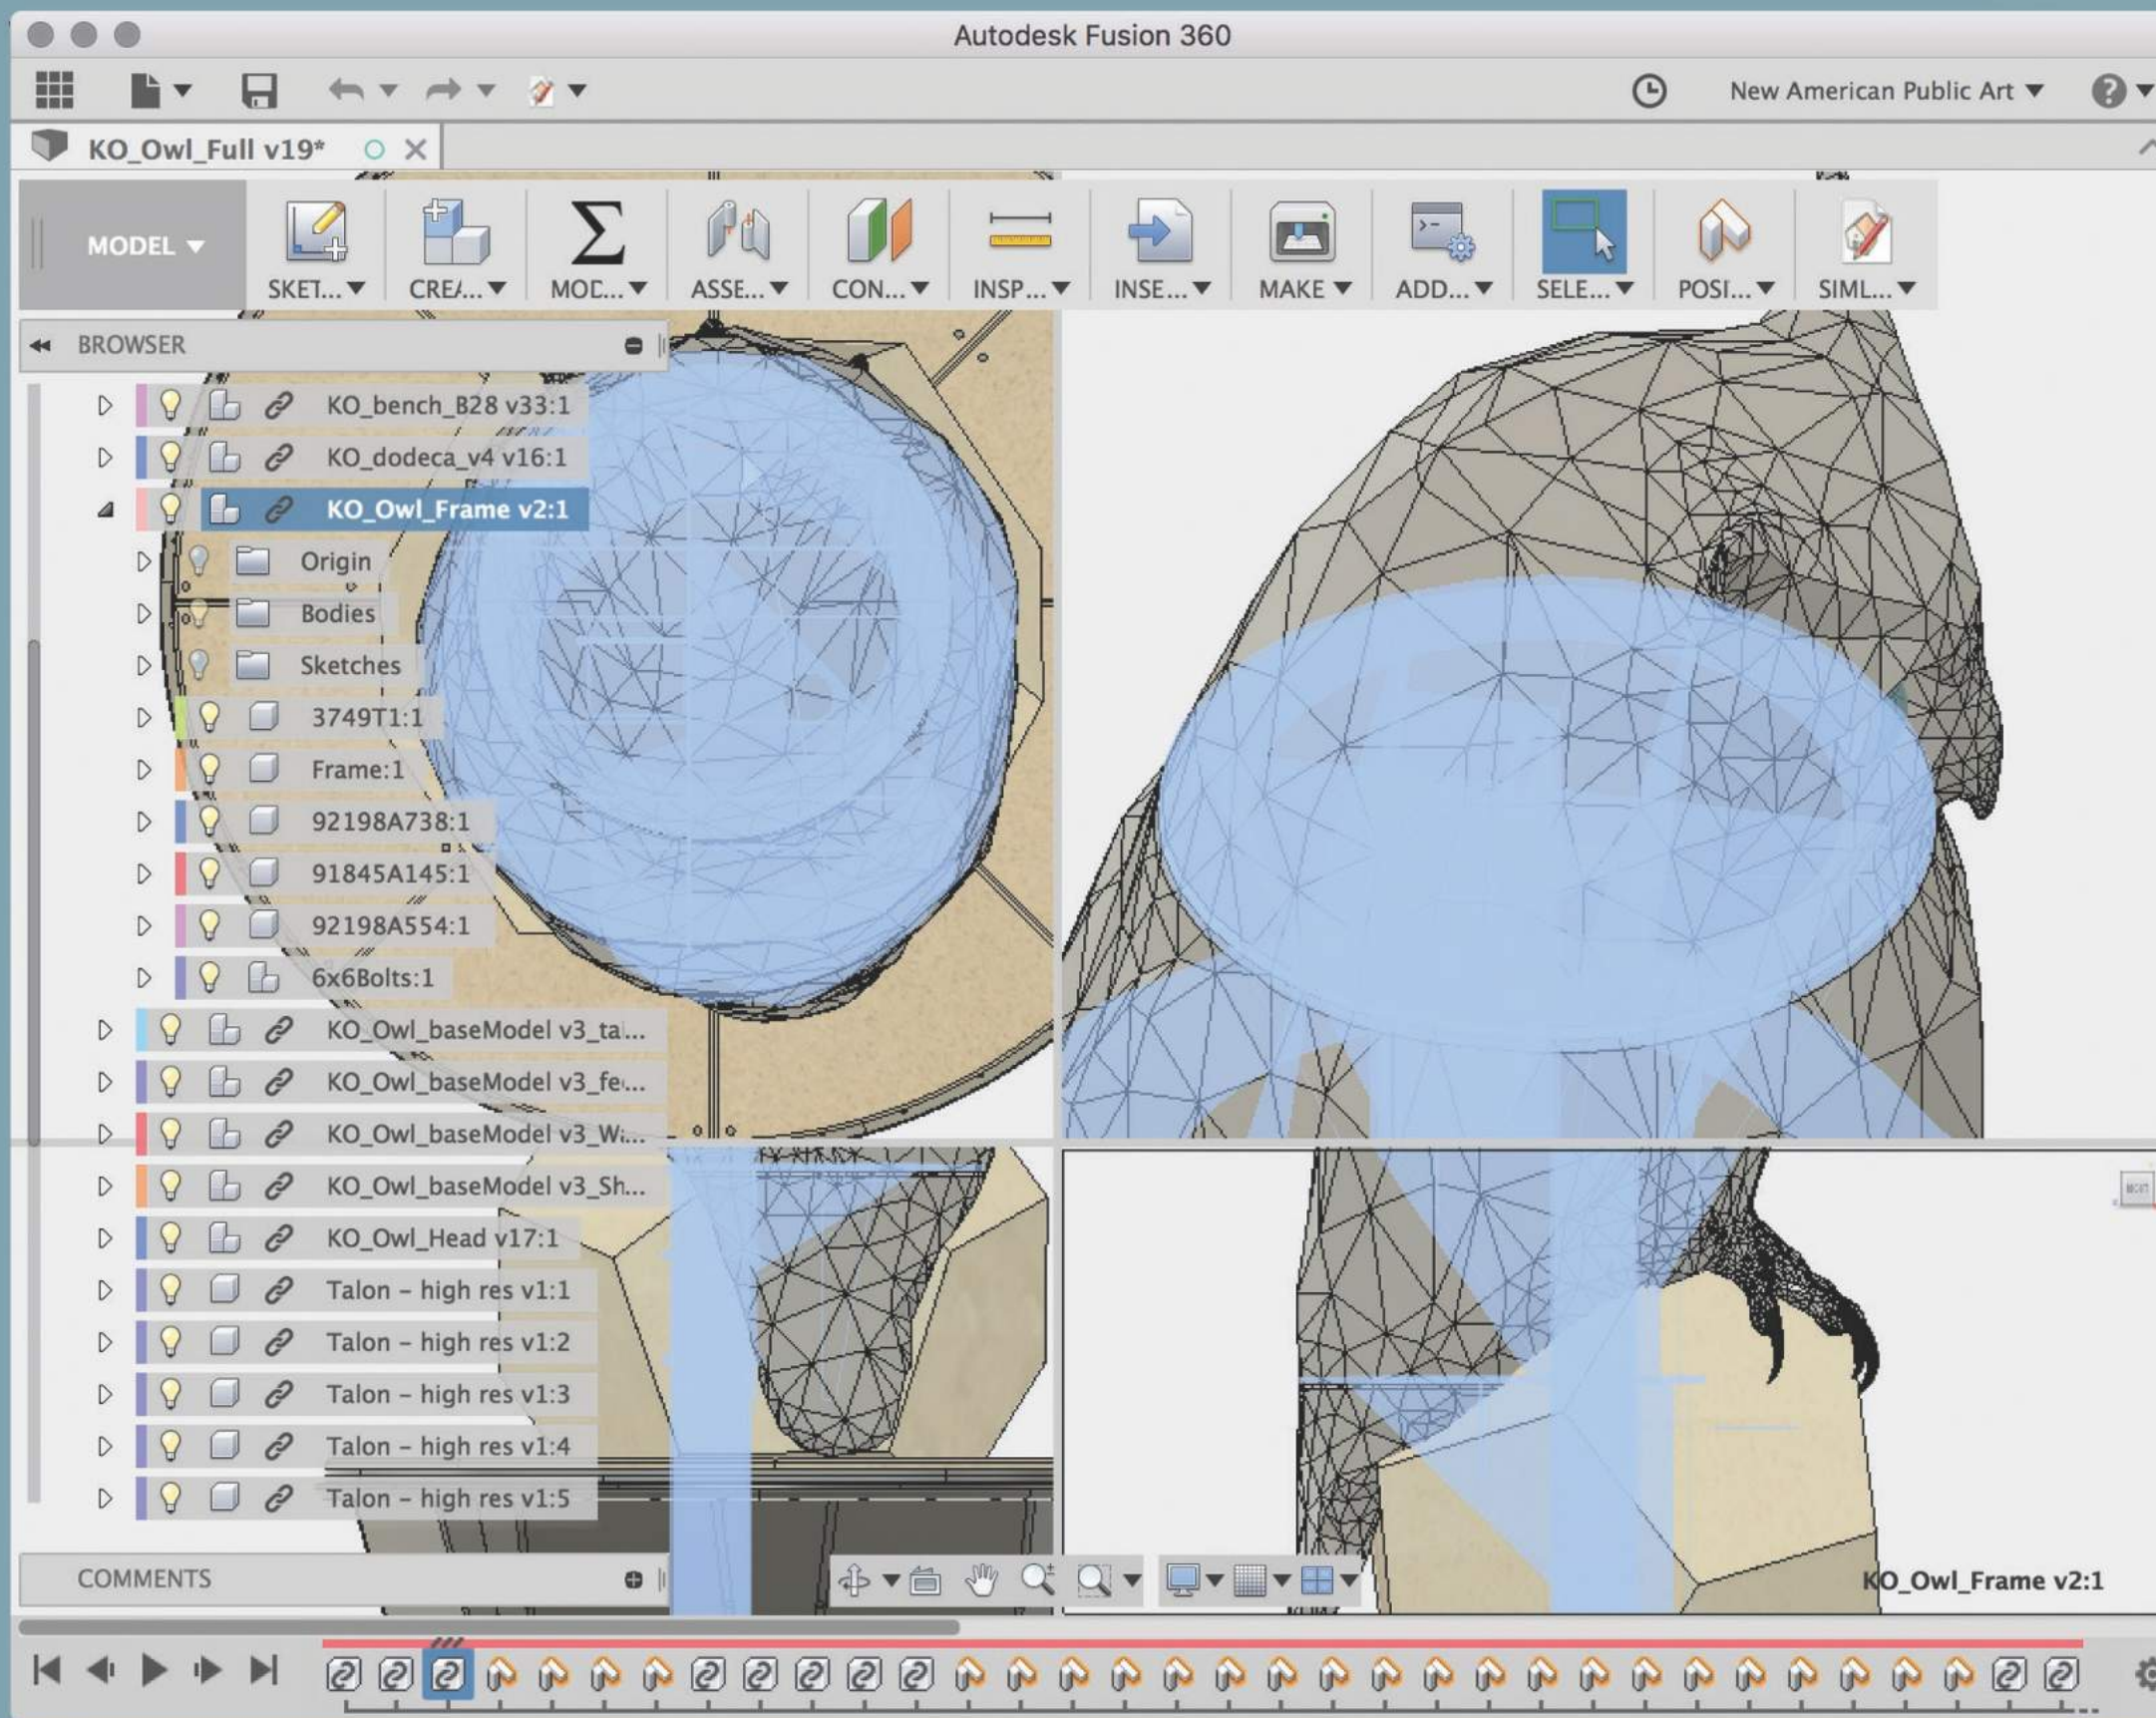 Autodesk Fusion 360
New American Public Art
KO_Owl_Full v19*
MODEL
SKET... CREA... MOD... ASSE... CON... INSP... INSE... MAKE ADD... SELE... POSI... SIML...
BROWSER
KO_bench_B28 v33:1
KO_dodeca_v4 v16:1
KO_Owl_Frame v2:1
Origin
Bodies
Sketches
3749T1:1
Frame:1
92198A738:1
91845A145:1
92198A554:1
6x6Bolts:1
KO_Owl_baseModel v3_ta...
KO_Owl_baseModel v3_fe...
KO_Owl_baseModel v3_Wi...
KO_Owl_baseModel v3_Sh...
KO_Owl_Head v17:1
Talon – high res v1:1
Talon – high res v1:2
Talon – high res v1:3
Talon – high res v1:4
Talon – high res v1:5
COMMENTS
KO_Owl_Frame v2:1